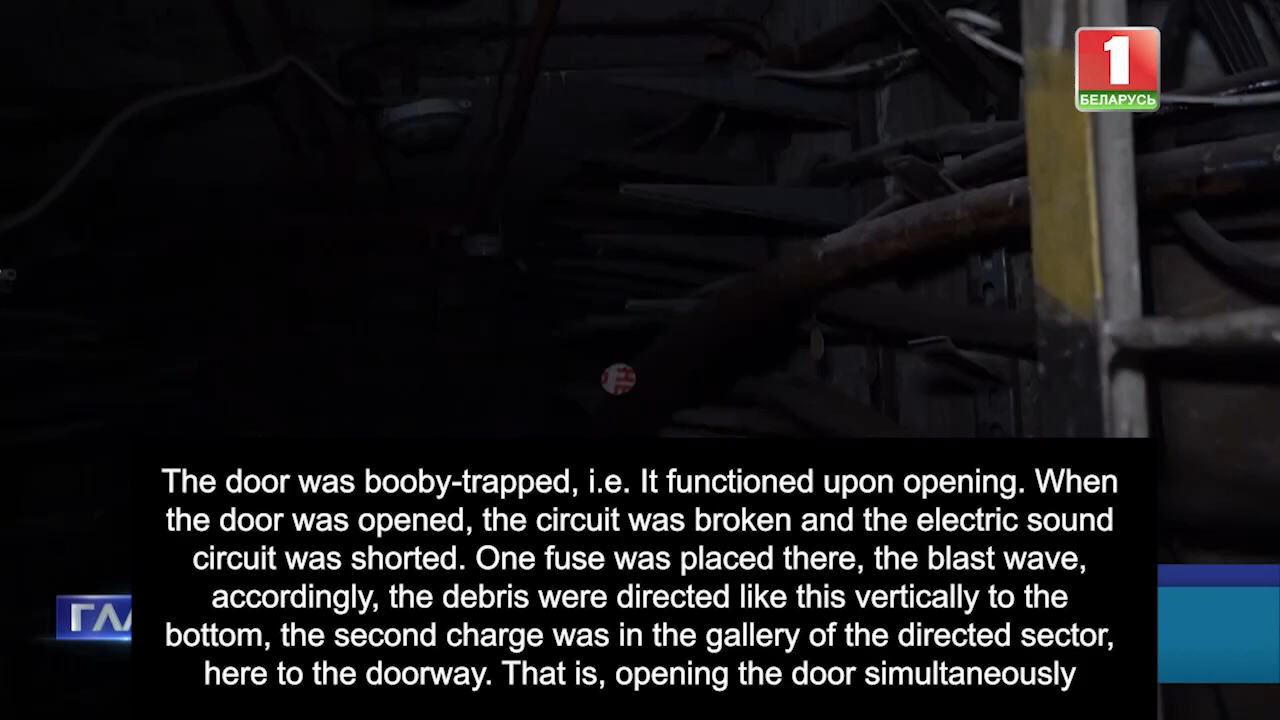 1
БЕЛАРУСЬ
The door was booby-trapped, i.e. It functioned upon opening. When
the door was opened, the circuit was broken and the electric sound
circuit was shorted. One fuse was placed there, the blast wave,
accordingly, the debris were directed like this vertically to the
bottom, the second charge was in the gallery of the directed sector,
here to the doorway. That is, opening the door simultaneously
ГЛА